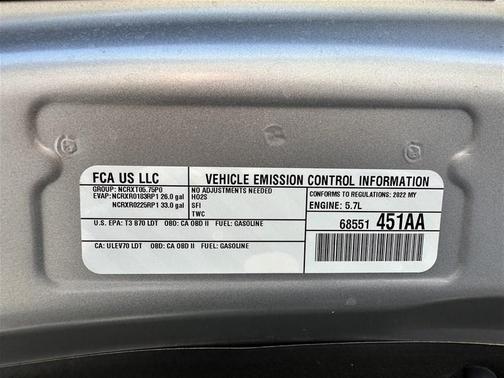 FCA US LLC
VEHICLE EMISSION CONTROL INFORMATION
GROUP: NCRXT05.75P0
EVAP: NCRXR0183RP1 26.0 gal
NCRXR0225RP1 33.0 gal
NO ADJUSTMENTS NEEDED
HO2S
SFI
TWC
CONFORMS TO REGULATIONS: 2022 MY
ENGINE: 5.7L
U.S. EPA: T3 B70 LDT OBD: CA OBD II FUEL: GASOLINE
CA: ULEV70 LDT OBD: CA OBD II FUEL: GASOLINE
68551 451AA